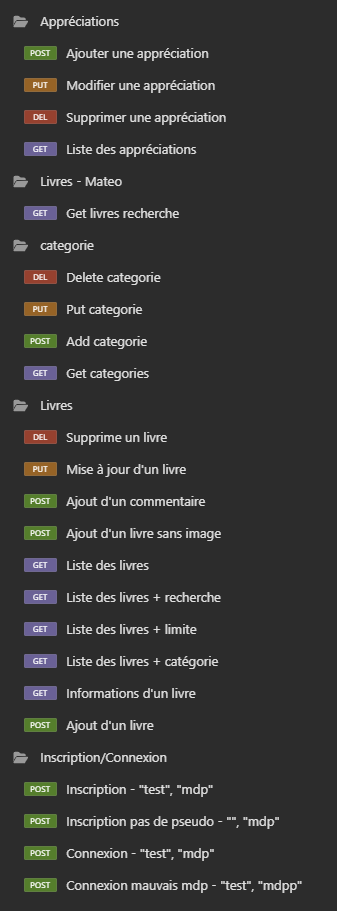 Appréciations
POST Ajouter une appréciation
PUT Modifier une appréciation
DEL Supprimer une appréciation
GET Liste des appréciations
Livres - Mateo
GET Get livres recherche
categorie
DEL Delete categorie
PUT Put categorie
POST Add categorie
GET Get categories
Livres
DEL Supprime un livre
PUT Mise à jour d'un livre
POST Ajout d'un commentaire
POST Ajout d'un livre sans image
GET Liste des livres
GET Liste des livres + recherche
GET Liste des livres + limite
GET Liste des livres + catégorie
GET Informations d'un livre
POST Ajout d'un livre
Inscription/Connexion
POST Inscription - "test", "mdp"
POST Inscription pas de pseudo - "", "mdp"
POST Connexion - "test", "mdp"
POST Connexion mauvais mdp - "test", "mdpp"